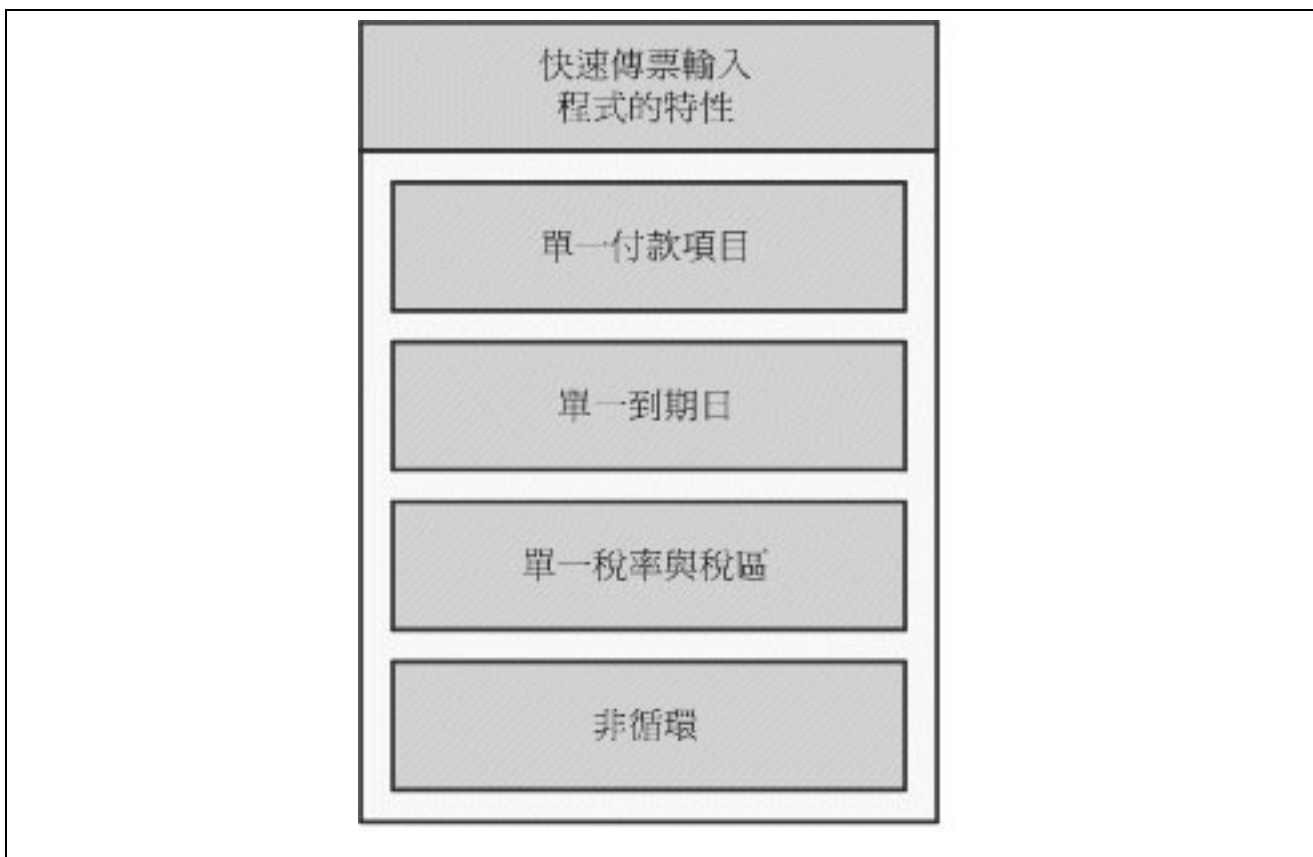 快速傳票輸入
程式的特性
單一付款項目
單一到期日
單一稅率與稅區
非循環